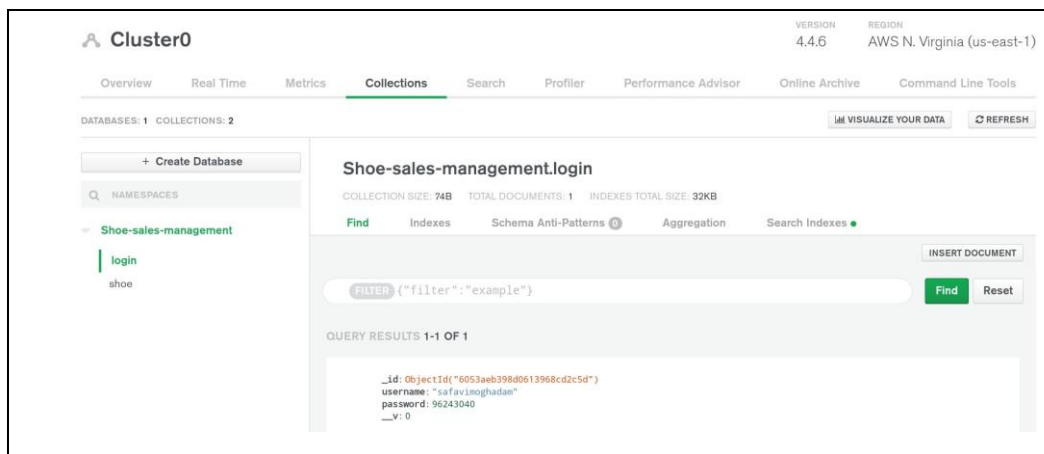 Cluster0
VERSION REGION
4.4.6 AWS N. Virginia (us-east-1)
Overview Real Time Metrics Collections Search Profiler Performance Advisor Online Archive Command Line Tools
DATABASES: 1 COLLECTIONS: 2
VISUALIZE YOUR DATA REFRESH
+ Create Database
NAMESPACES
Shoe-sales-management
login
shoe
Shoe-sales-management.login
COLLECTION SIZE: 74B TOTAL DOCUMENTS: 1 INDEXES TOTAL SIZE: 32KB
Find Indexes Schema Anti-Patterns 0 Aggregation Search Indexes
INSERT DOCUMENT
FILTER {"filter":"example"}
Find Reset
QUERY RESULTS 1-1 OF 1
_id: ObjectId("6053aeb398d0613968cd2c5d")
username: "safavimoghadam"
password: 96243040
__v: 0